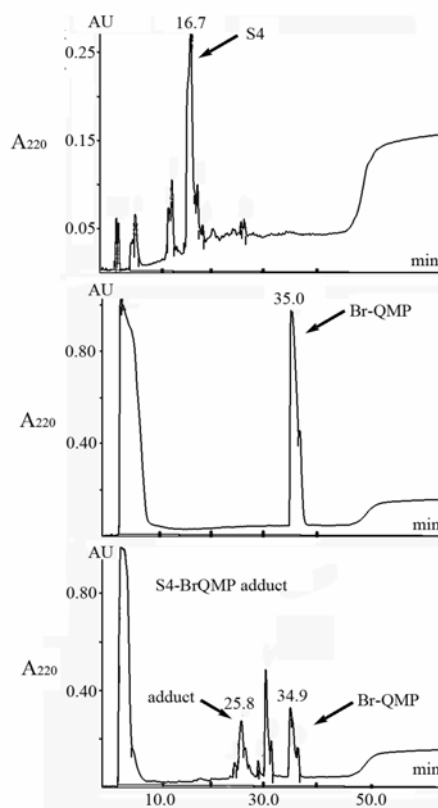 AU
16.7
S4
0.25
A220
0.15
0.05
min
AU
35.0
Br-QMP
0.80
A220
0.40
min
AU
S4-BrQMP adduct
0.80
A220
adduct
25.8
34.9
Br-QMP
0.40
min
10.0 30.0 50.0